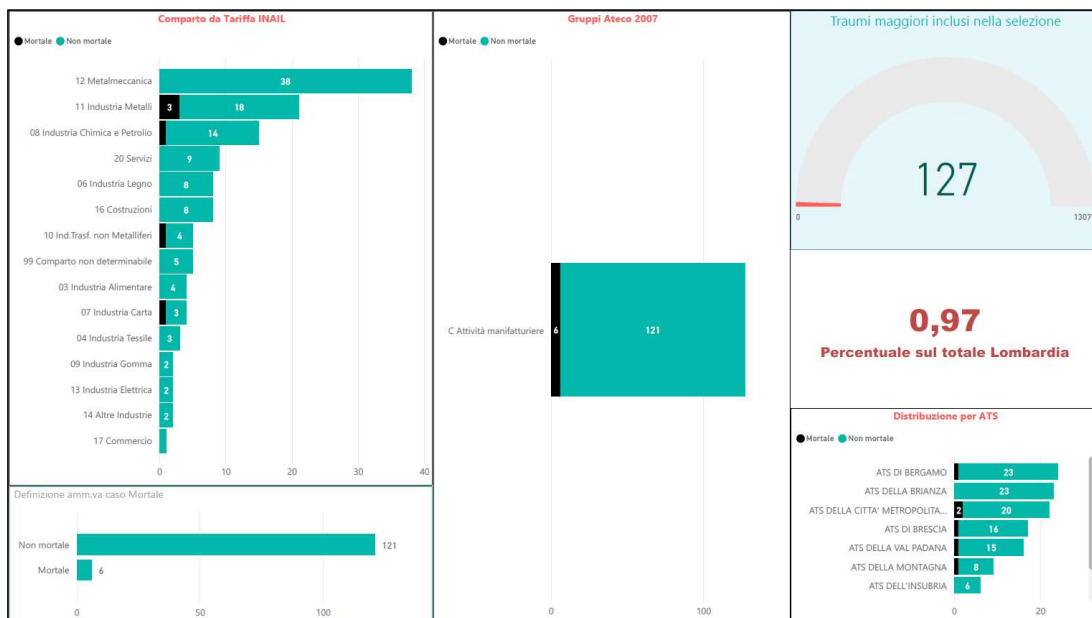 Comparto da Tariffa INAIL
Mortale Non mortale
12 Metalmeccanica 38
11 Industria Metalli 3 18
08 Industria Chimica e Petrolio 14
20 Servizi 9
06 Industria Legno 8
16 Costruzioni 8
10 Ind.Trasf. non Metalliferi 4
99 Comparto non determinabile 5
03 Industria Alimentare 4
07 Industria Carta 3
04 Industria Tessile 3
09 Industria Gomma 2
13 Industria Elettrica 2
14 Altre Industrie 2
17 Commercio
0 10 20 30 40
Definizione amm.va caso Mortale
Non mortale 121
Mortale 6
0 50 100
Gruppi Ateco 2007
Mortale Non mortale
C Attività manifatturiere 6 121
0 100
Traumi maggiori inclusi nella selezione
127
0 1307
0,97
Percentuale sul totale Lombardia
Distribuzione per ATS
Mortale Non mortale
ATS DI BERGAMO 23
ATS DELLA BRIANZA 23
ATS DELLA CITTA' METROPOLITA... 2 20
ATS DI BRESCIA 16
ATS DELLA VAL PADANA 15
ATS DELLA MONTAGNA 8
ATS DELL'INSUBRIA 6
0 20